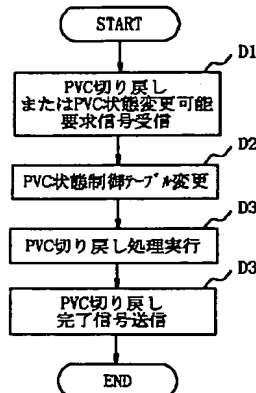 START
D1
PVC切り戻し
またはPVC状態変更可能
要求信号受信
D2
PVC状態制御ﾃｰﾌﾞﾙ変更
D3
PVC切り戻し処理実行
D3
PVC切り戻し
完了信号送信
END